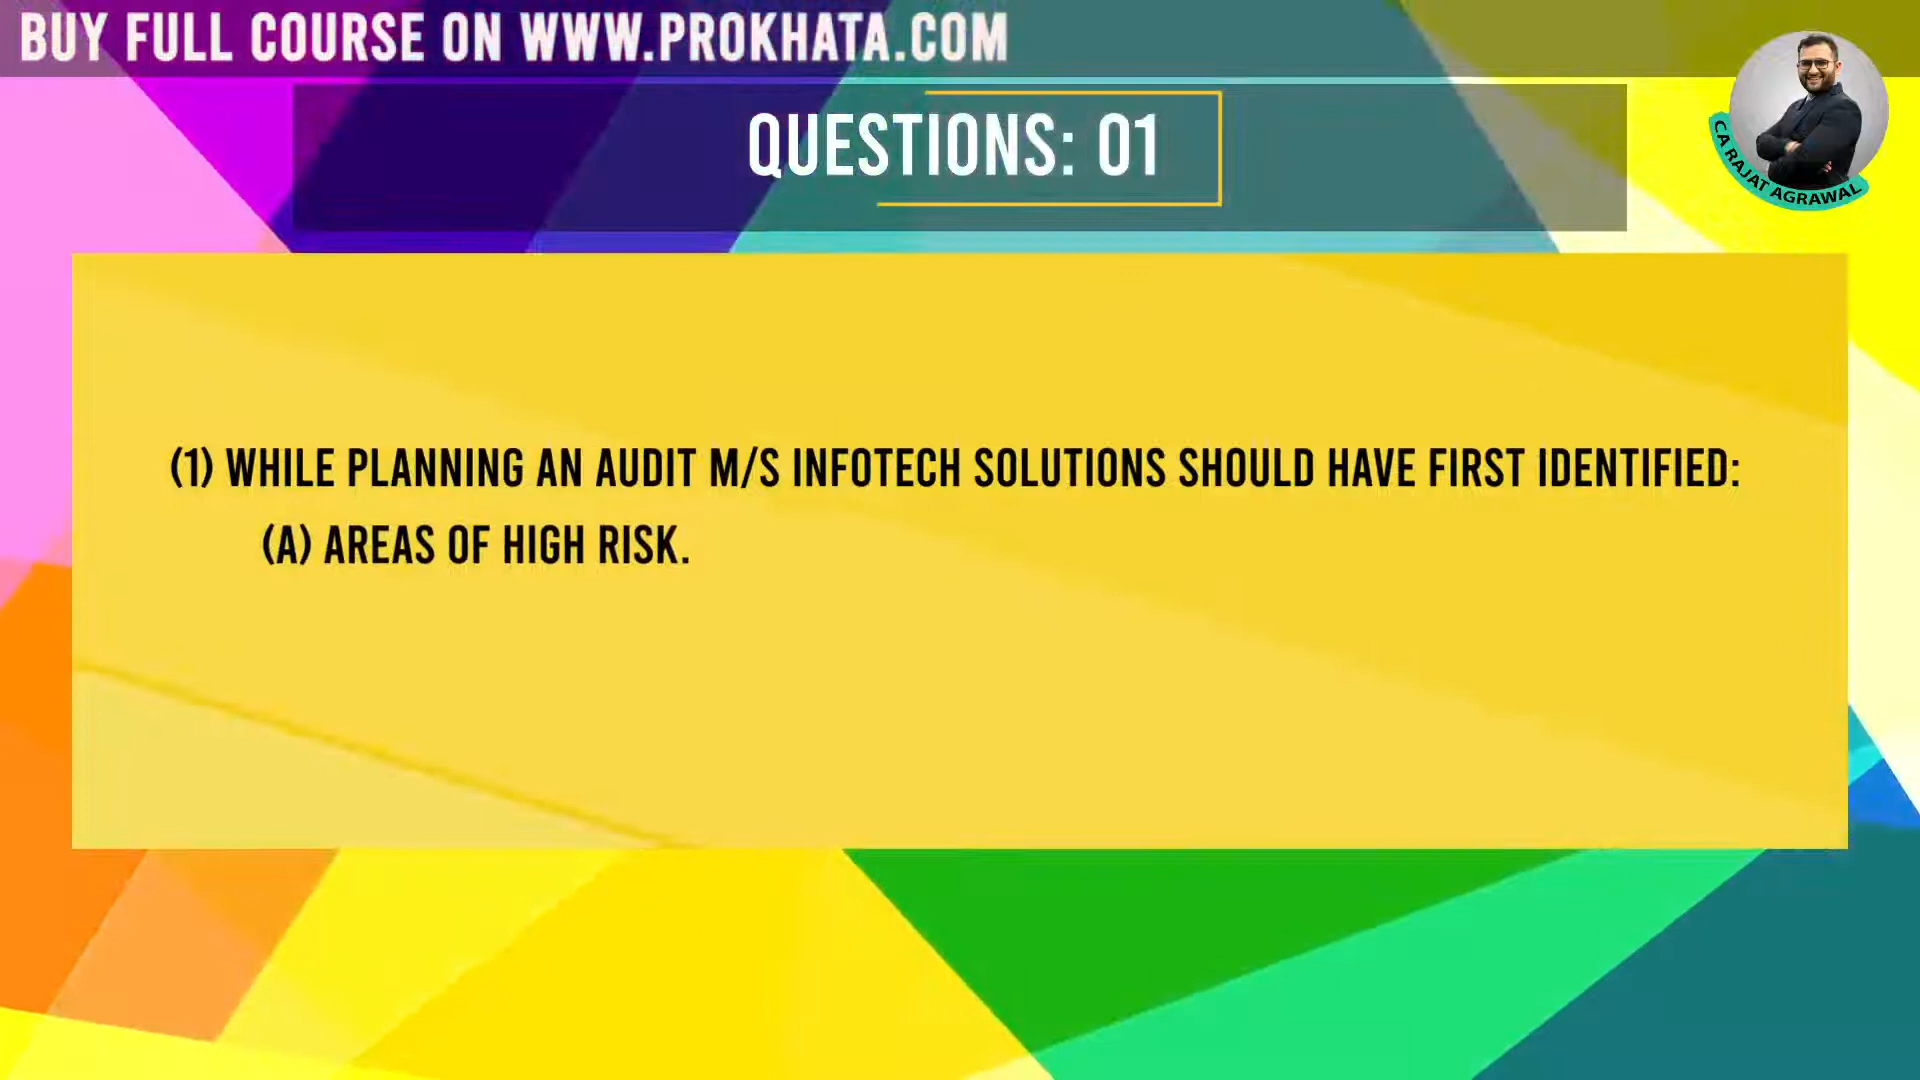 BUY FULL COURSE ON WWW.PROKHATA.COM
QUESTIONS: 01
CA RAJAT AGRAWAL
(1) WHILE PLANNING AN AUDIT M/S INFOTECH SOLUTIONS SHOULD HAVE FIRST IDENTIFIED:
(A) AREAS OF HIGH RISK.